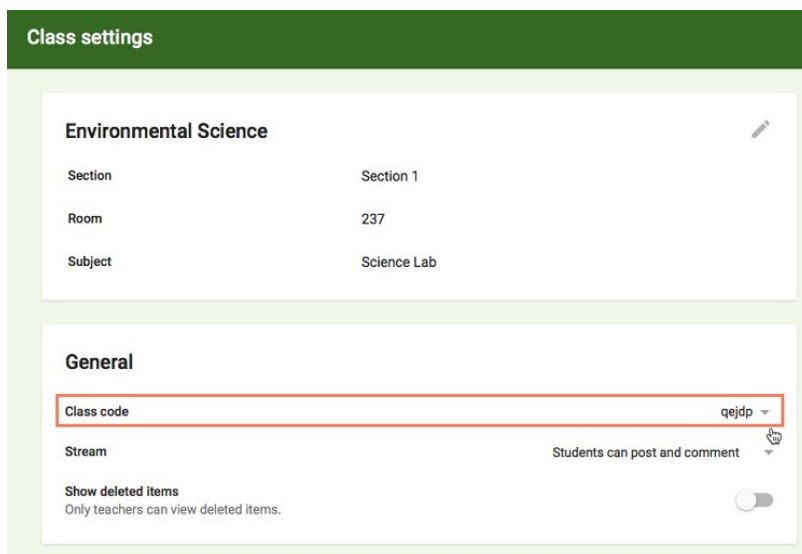 Class settings
Environmental Science
Section Section 1
Room 237
Subject Science Lab
General
Class code qejdp
Stream Students can post and comment
Show deleted items
Only teachers can view deleted items.